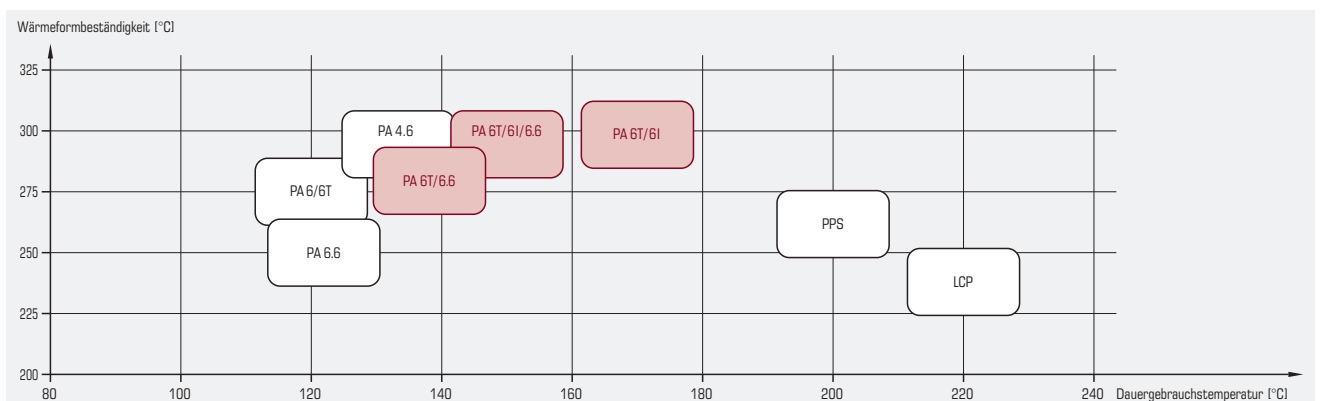 Wärmeformbeständigkeit [°C]
325
300
PA 4.6
PA 6T/6I/6.6
PA 6T/6I
275
PA 6/6T
PA 6T/6.6
250
PA 6.6
PPS
225
LCP
200
80
100
120
140
160
180
200
220
240
Dauergebrauchstemperatur [°C]